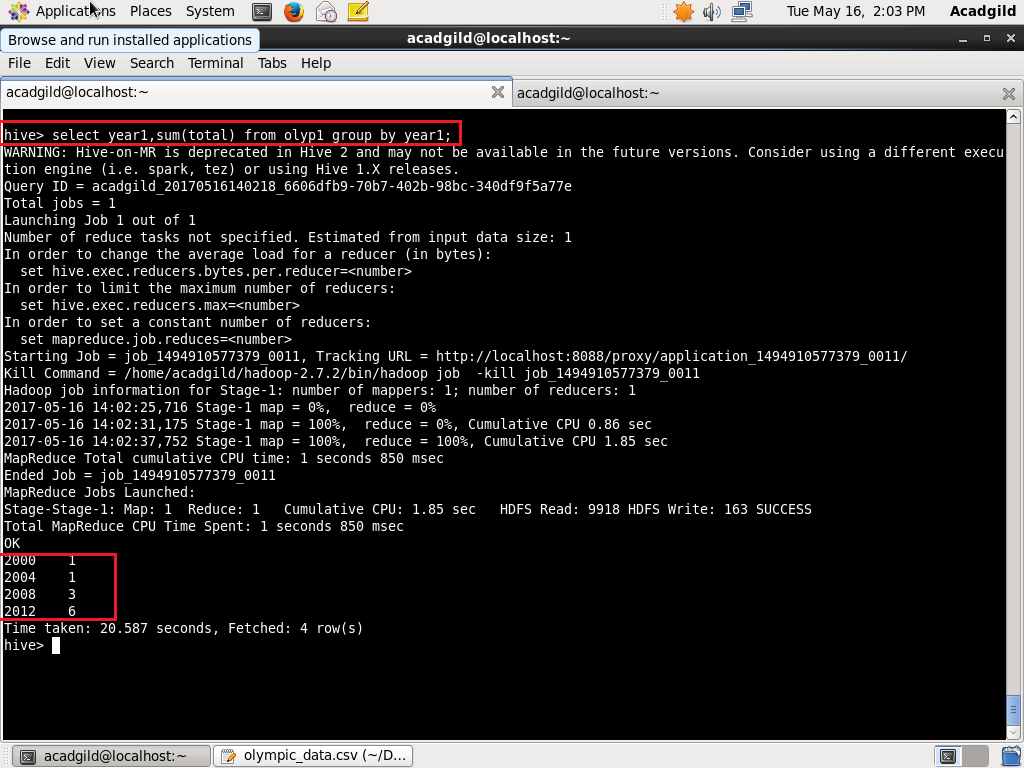 Applications Places System Tue May 16, 2:03 PM Acadgild
Browse and run installed applications
acadgild@localhost:~
File Edit View Search Terminal Tabs Help
acadgild@localhost:~ acadgild@localhost:~
hive> select year1,sum(total) from olyp1 group by year1;
WARNING: Hive-on-MR is deprecated in Hive 2 and may not be available in the future versions. Consider using a different execu
tion engine (i.e. spark, tez) or using Hive 1.X releases.
Query ID = acadgild_20170516140218_6606dfb9-70b7-402b-98bc-340df9f5a77e
Total jobs = 1
Launching Job 1 out of 1
Number of reduce tasks not specified. Estimated from input data size: 1
In order to change the average load for a reducer (in bytes):
  set hive.exec.reducers.bytes.per.reducer=<number>
In order to limit the maximum number of reducers:
  set hive.exec.reducers.max=<number>
In order to set a constant number of reducers:
  set mapreduce.job.reduces=<number>
Starting Job = job_1494910577379_0011, Tracking URL = http://localhost:8088/proxy/application_1494910577379_0011/
Kill Command = /home/acadgild/hadoop-2.7.2/bin/hadoop job  -kill job_1494910577379_0011
Hadoop job information for Stage-1: number of mappers: 1; number of reducers: 1
2017-05-16 14:02:25,716 Stage-1 map = 0%,  reduce = 0%
2017-05-16 14:02:31,175 Stage-1 map = 100%,  reduce = 0%, Cumulative CPU 0.86 sec
2017-05-16 14:02:37,752 Stage-1 map = 100%,  reduce = 100%, Cumulative CPU 1.85 sec
MapReduce Total cumulative CPU time: 1 seconds 850 msec
Ended Job = job_1494910577379_0011
MapReduce Jobs Launched:
Stage-Stage-1: Map: 1  Reduce: 1   Cumulative CPU: 1.85 sec   HDFS Read: 9918 HDFS Write: 163 SUCCESS
Total MapReduce CPU Time Spent: 1 seconds 850 msec
OK
2000    1
2004    1
2008    3
2012    6
Time taken: 20.587 seconds, Fetched: 4 row(s)
hive>
acadgild@localhost:~ olympic_data.csv (~/D...